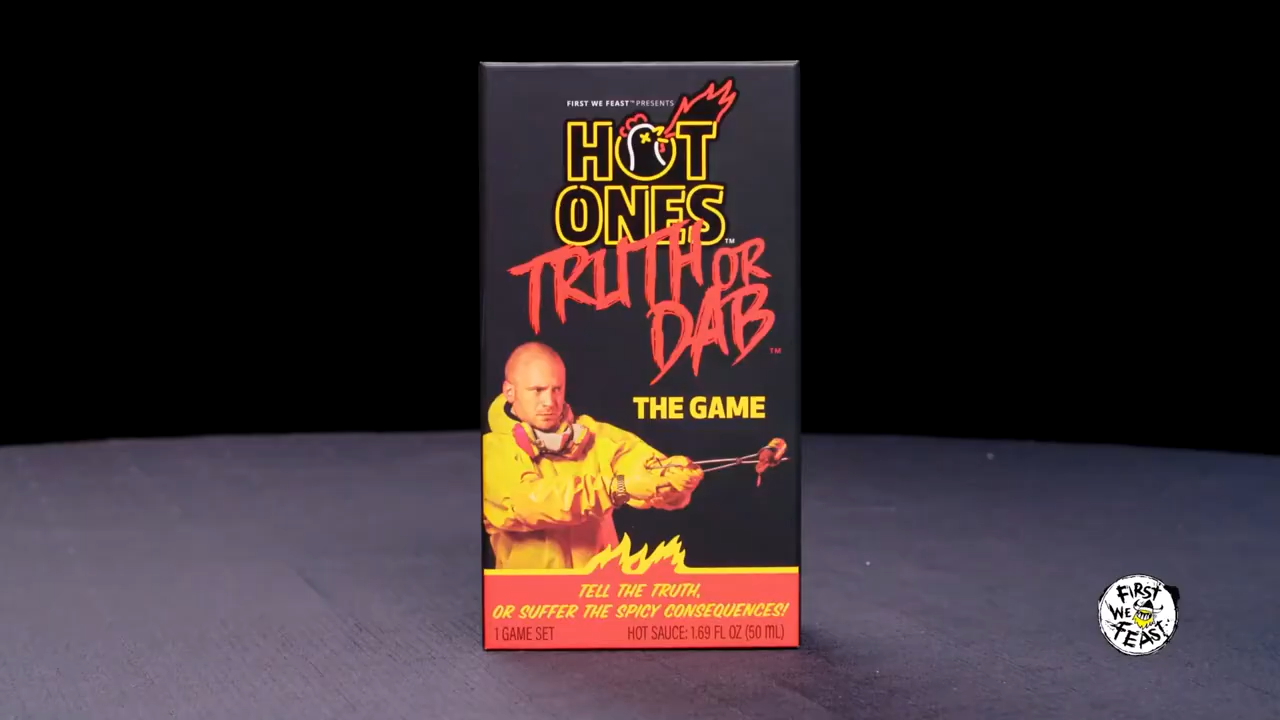 FIRST WE FEAST™ PRESENTS
HOT
ONES™
TRUTH OR
DAB™
THE GAME
TELL THE TRUTH,
OR SUFFER THE SPICY CONSEQUENCES!
1 GAME SET HOT SAUCE: 1.69 FL OZ (50 mL)
FIRST
WE
FEAST